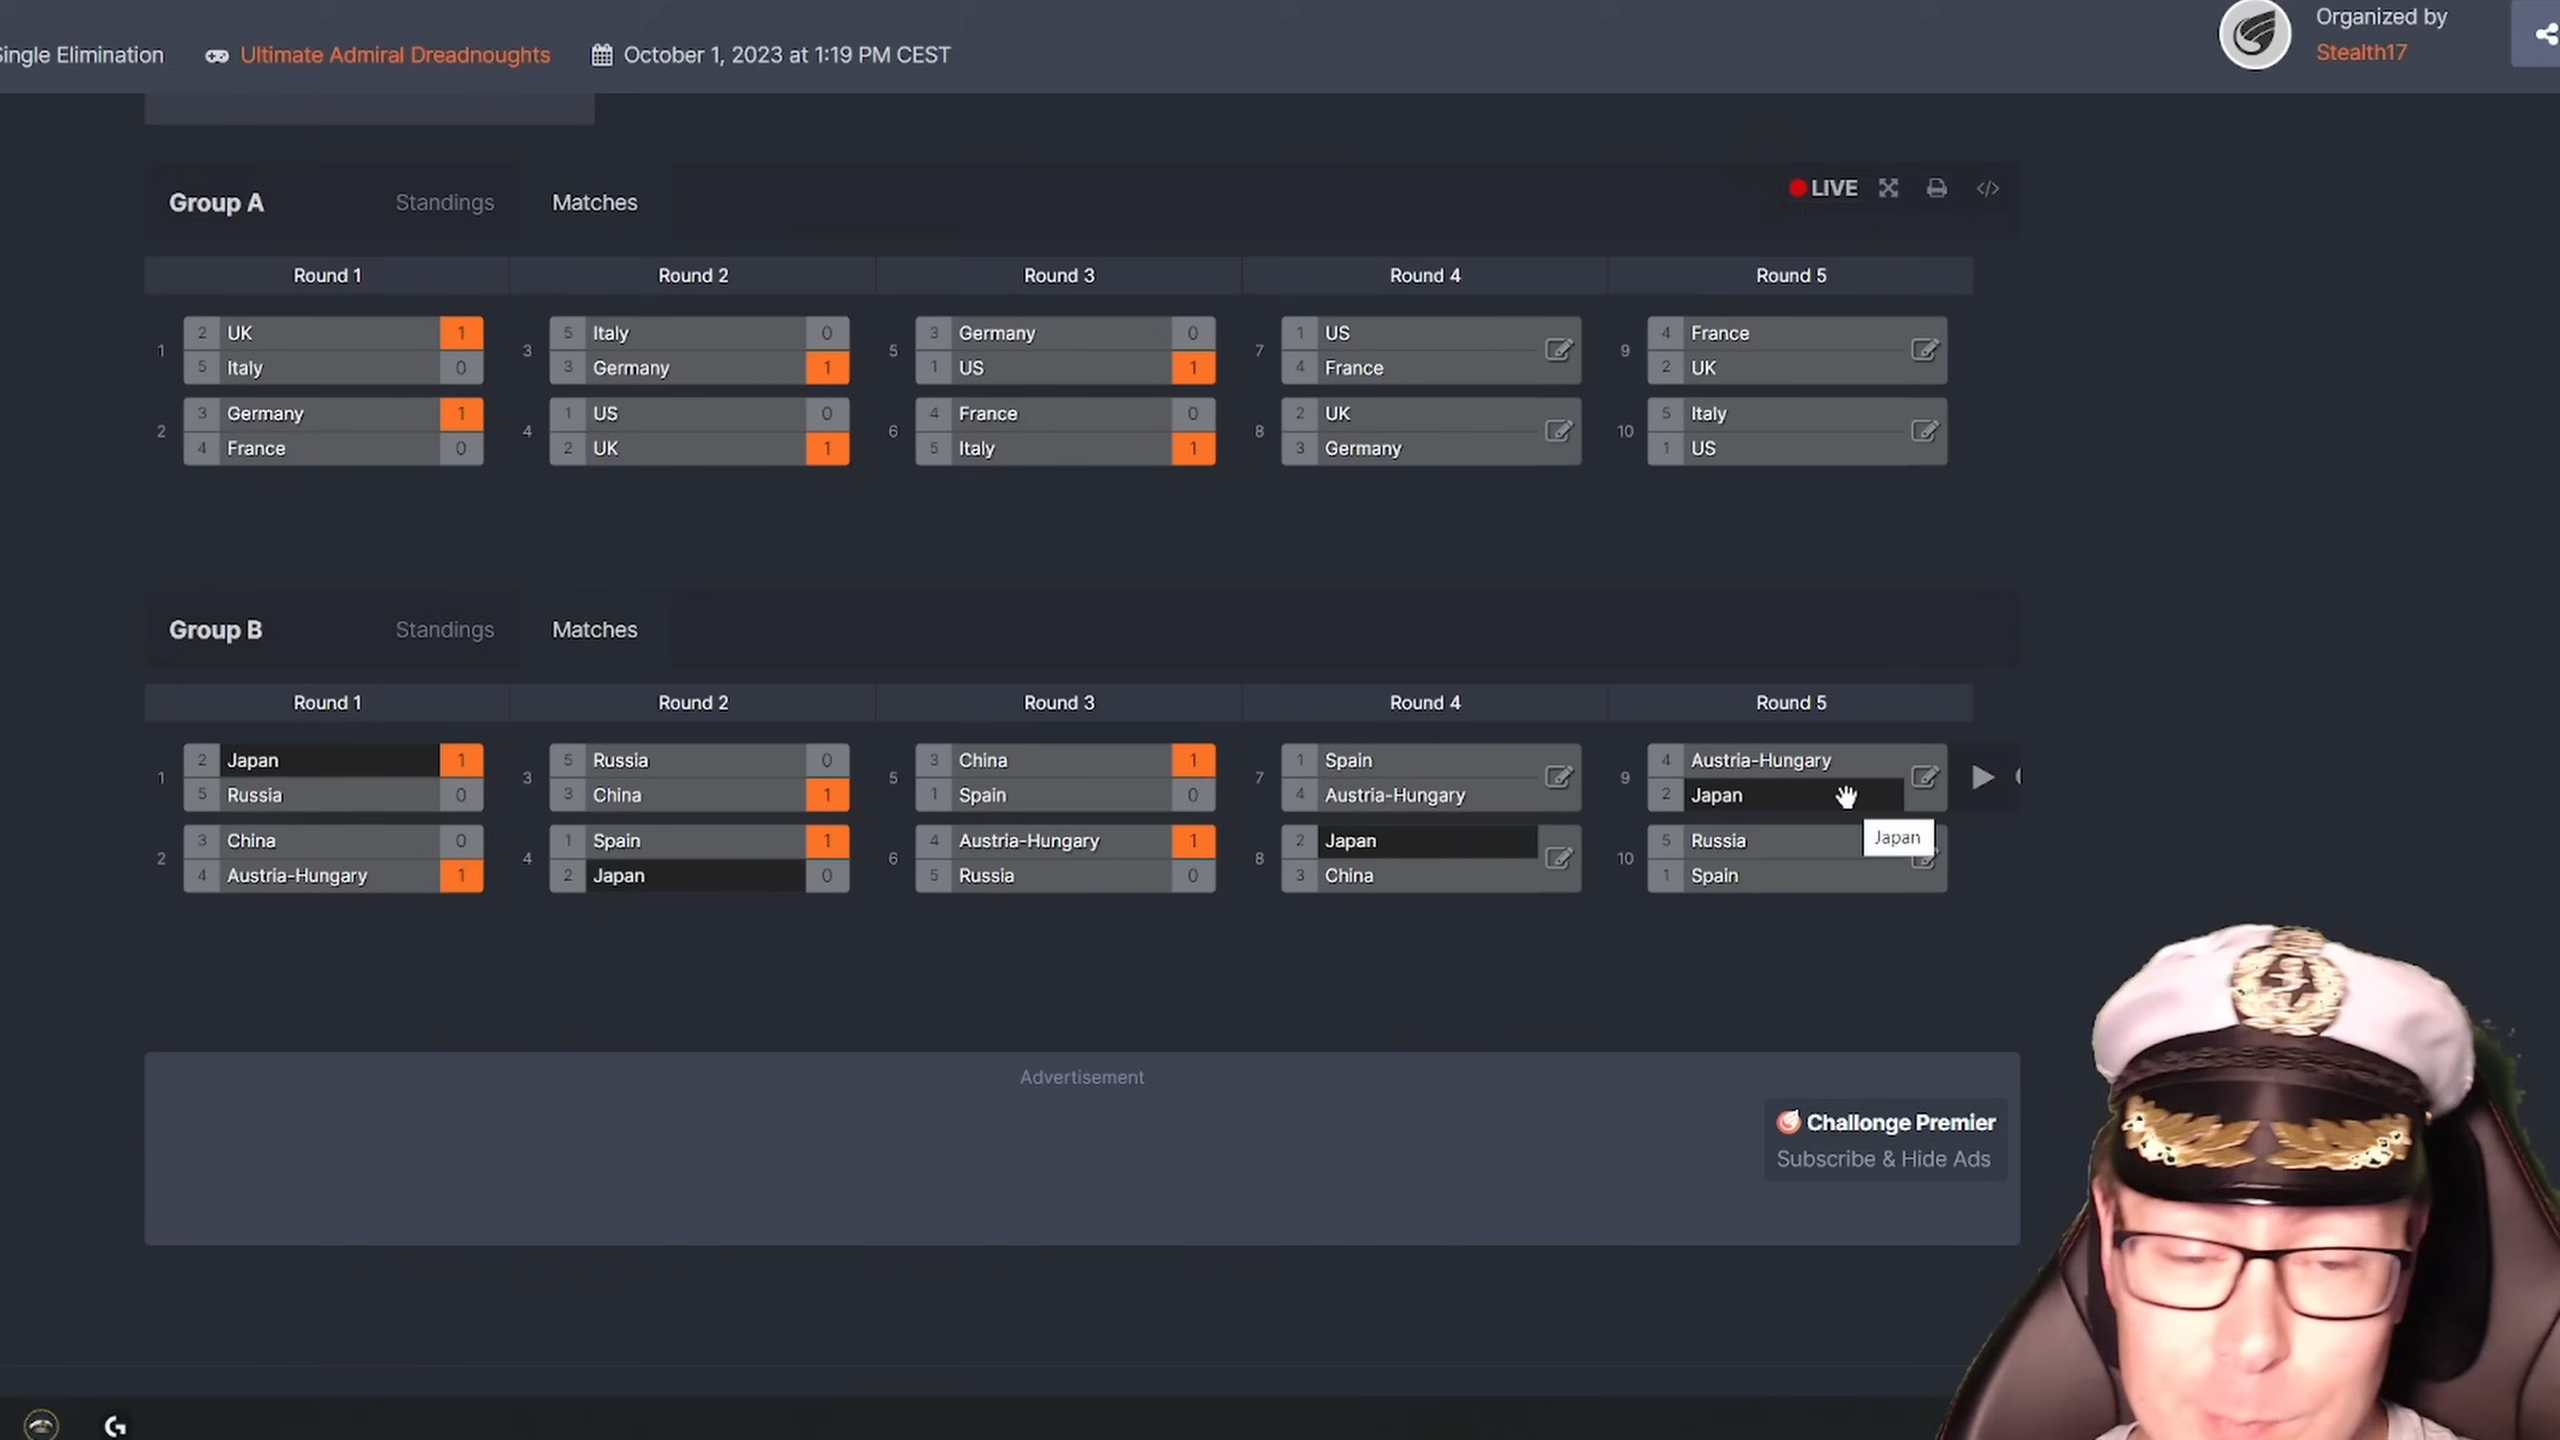 Single Elimination Ultimate Admiral Dreadnoughts October 1, 2023 at 1:19 PM CEST
Organized by
Stealth17
Group A Standings Matches LIVE
Round 1 Round 2 Round 3 Round 4 Round 5
1 2 UK 1
5 Italy 0
2 3 Germany 1
4 France 0
3 5 Italy 0
3 Germany 1
4 1 US 0
2 UK 1
5 3 Germany 0
1 US 1
6 4 France 0
5 Italy 1
7 1 US
4 France
8 2 UK
3 Germany
9 4 France
2 UK
10 5 Italy
1 US
Group B Standings Matches
Round 1 Round 2 Round 3 Round 4 Round 5
1 2 Japan 1
5 Russia 0
2 3 China 0
4 Austria-Hungary 1
3 5 Russia 0
3 China 1
4 1 Spain 1
2 Japan 0
5 3 China 1
1 Spain 0
6 4 Austria-Hungary 1
5 Russia 0
7 1 Spain
4 Austria-Hungary
8 2 Japan
3 China
9 4 Austria-Hungary
2 Japan
10 5 Russia
1 Spain
Japan
Advertisement
Challonge Premier
Subscribe & Hide Ads